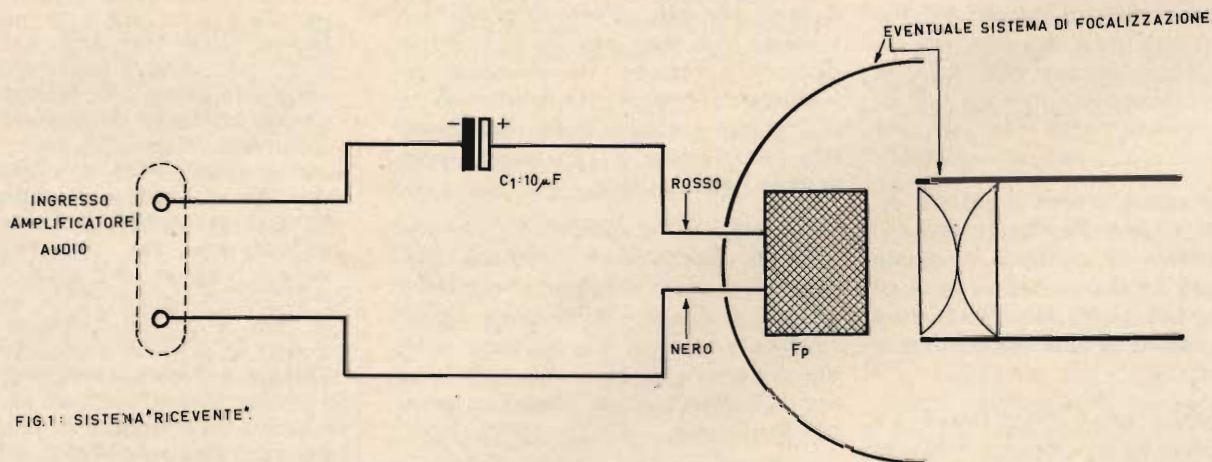 EVENTUALE SISTEMA DI FOCALIZZAZIONE
- +
C1:10µF
ROSSO
INGRESSO
AMPLIFICATORE
AUDIO
NERO
Fp
FIG.1: SISTEMA "RICEVENTE".